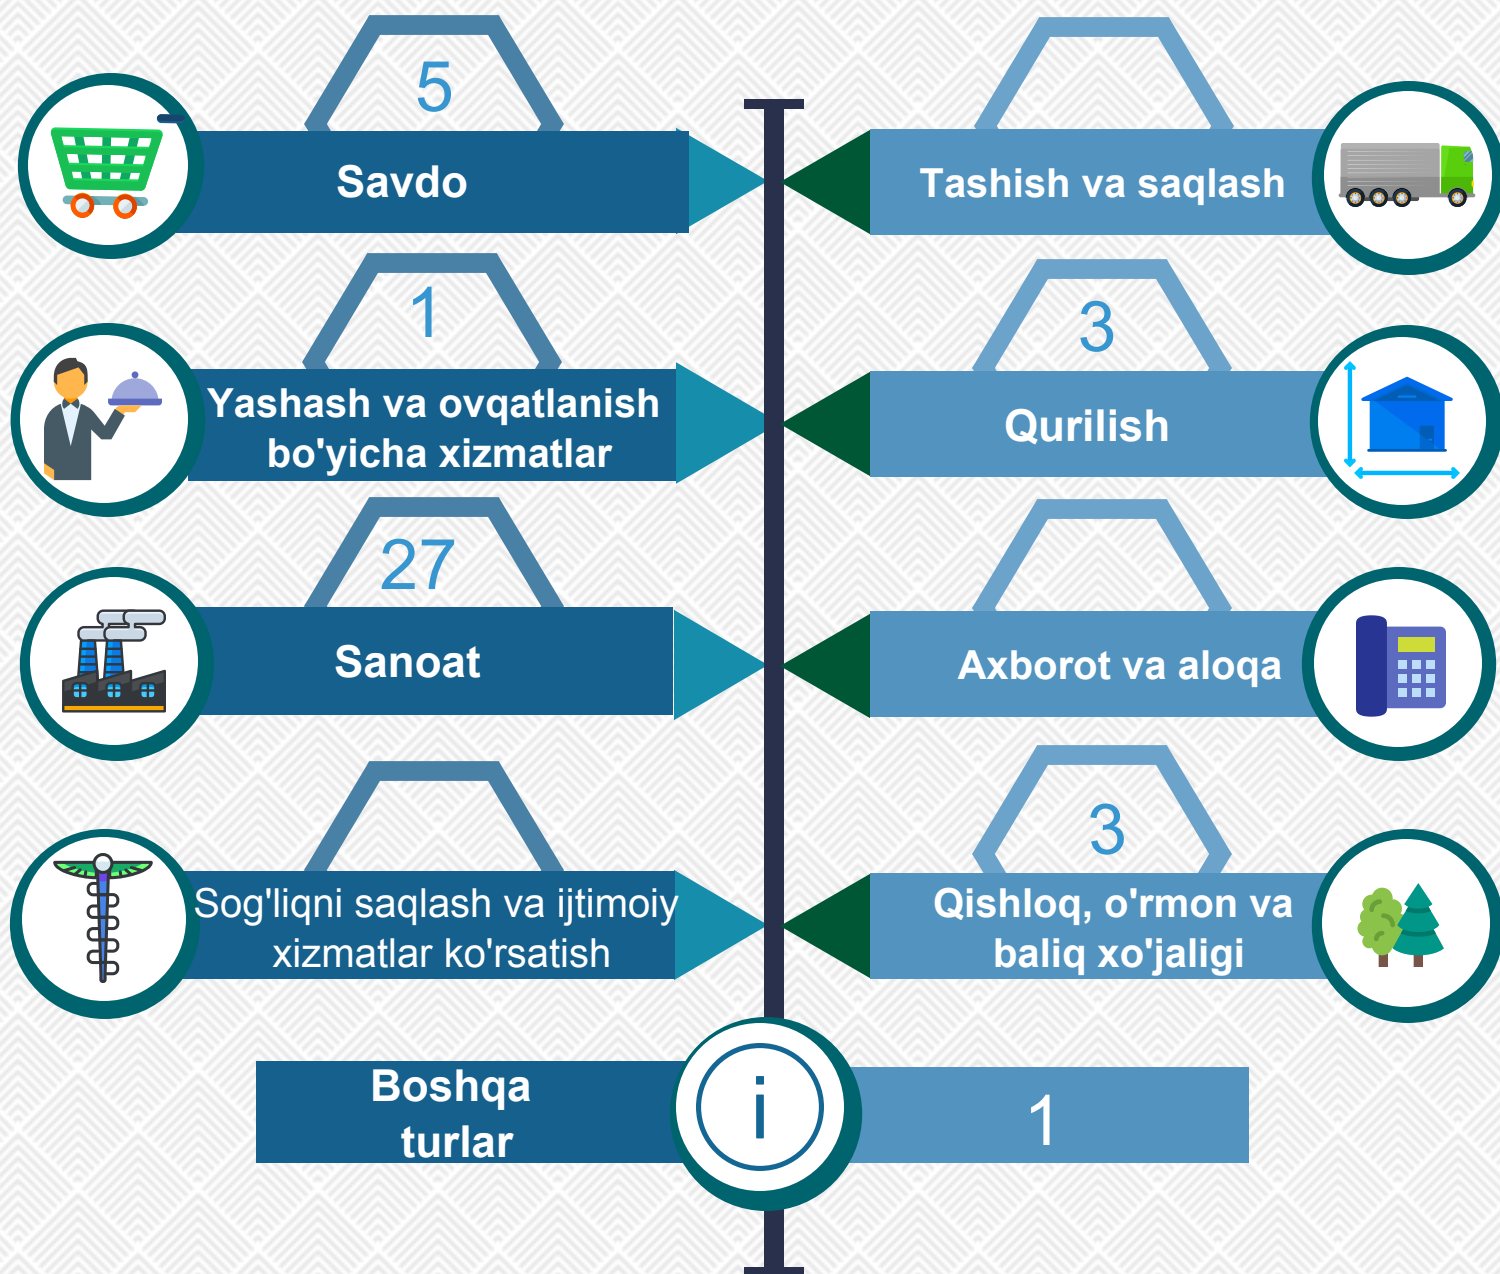 5
Savdo
Tashish va saqlash
1
Yashash va ovqatlanish
bo'yicha xizmatlar
3
Qurilish
27
Sanoat
Axborot va aloqa
Sog'liqni saqlash va ijtimoiy
xizmatlar ko'rsatish
3
Qishloq, o'rmon va
baliq xo'jaligi
Boshqa
turlar
i
1